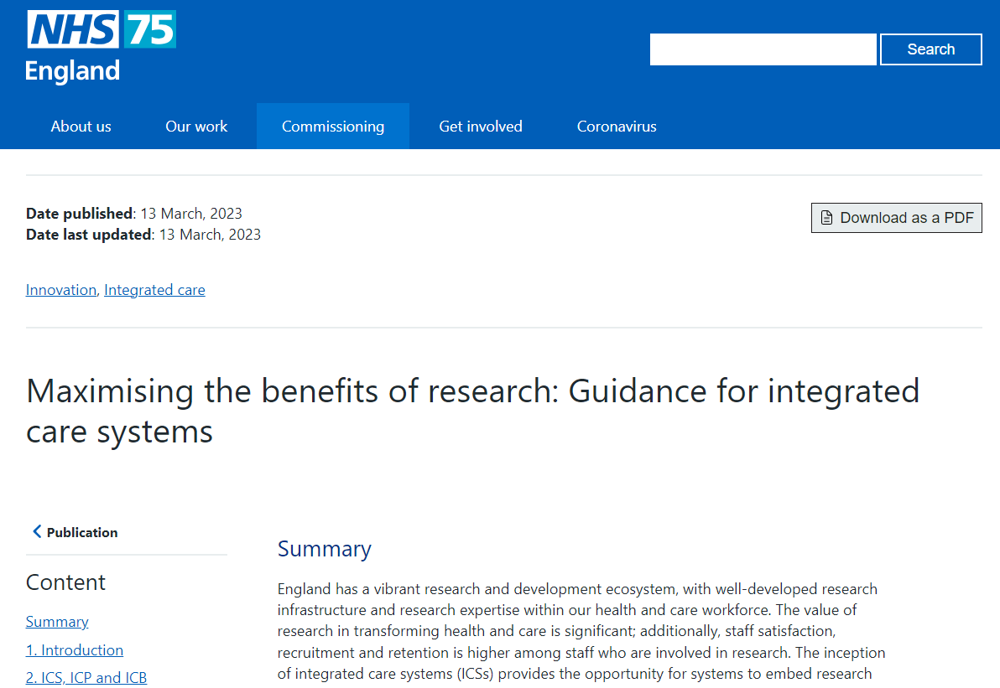 NHS 75
England
Search
About us
Our work
Commissioning
Get involved
Coronavirus
Date published: 13 March, 2023
Date last updated: 13 March, 2023
Download as a PDF
Innovation, Integrated care
Maximising the benefits of research: Guidance for integrated
care systems
Publication
Content
Summary
1. Introduction
2. ICS, ICP and ICB
Summary
England has a vibrant research and development ecosystem, with well-developed research
infrastructure and research expertise within our health and care workforce. The value of
research in transforming health and care is significant; additionally, staff satisfaction,
recruitment and retention is higher among staff who are involved in research. The inception
of integrated care systems (ICSs) provides the opportunity for systems to embed research